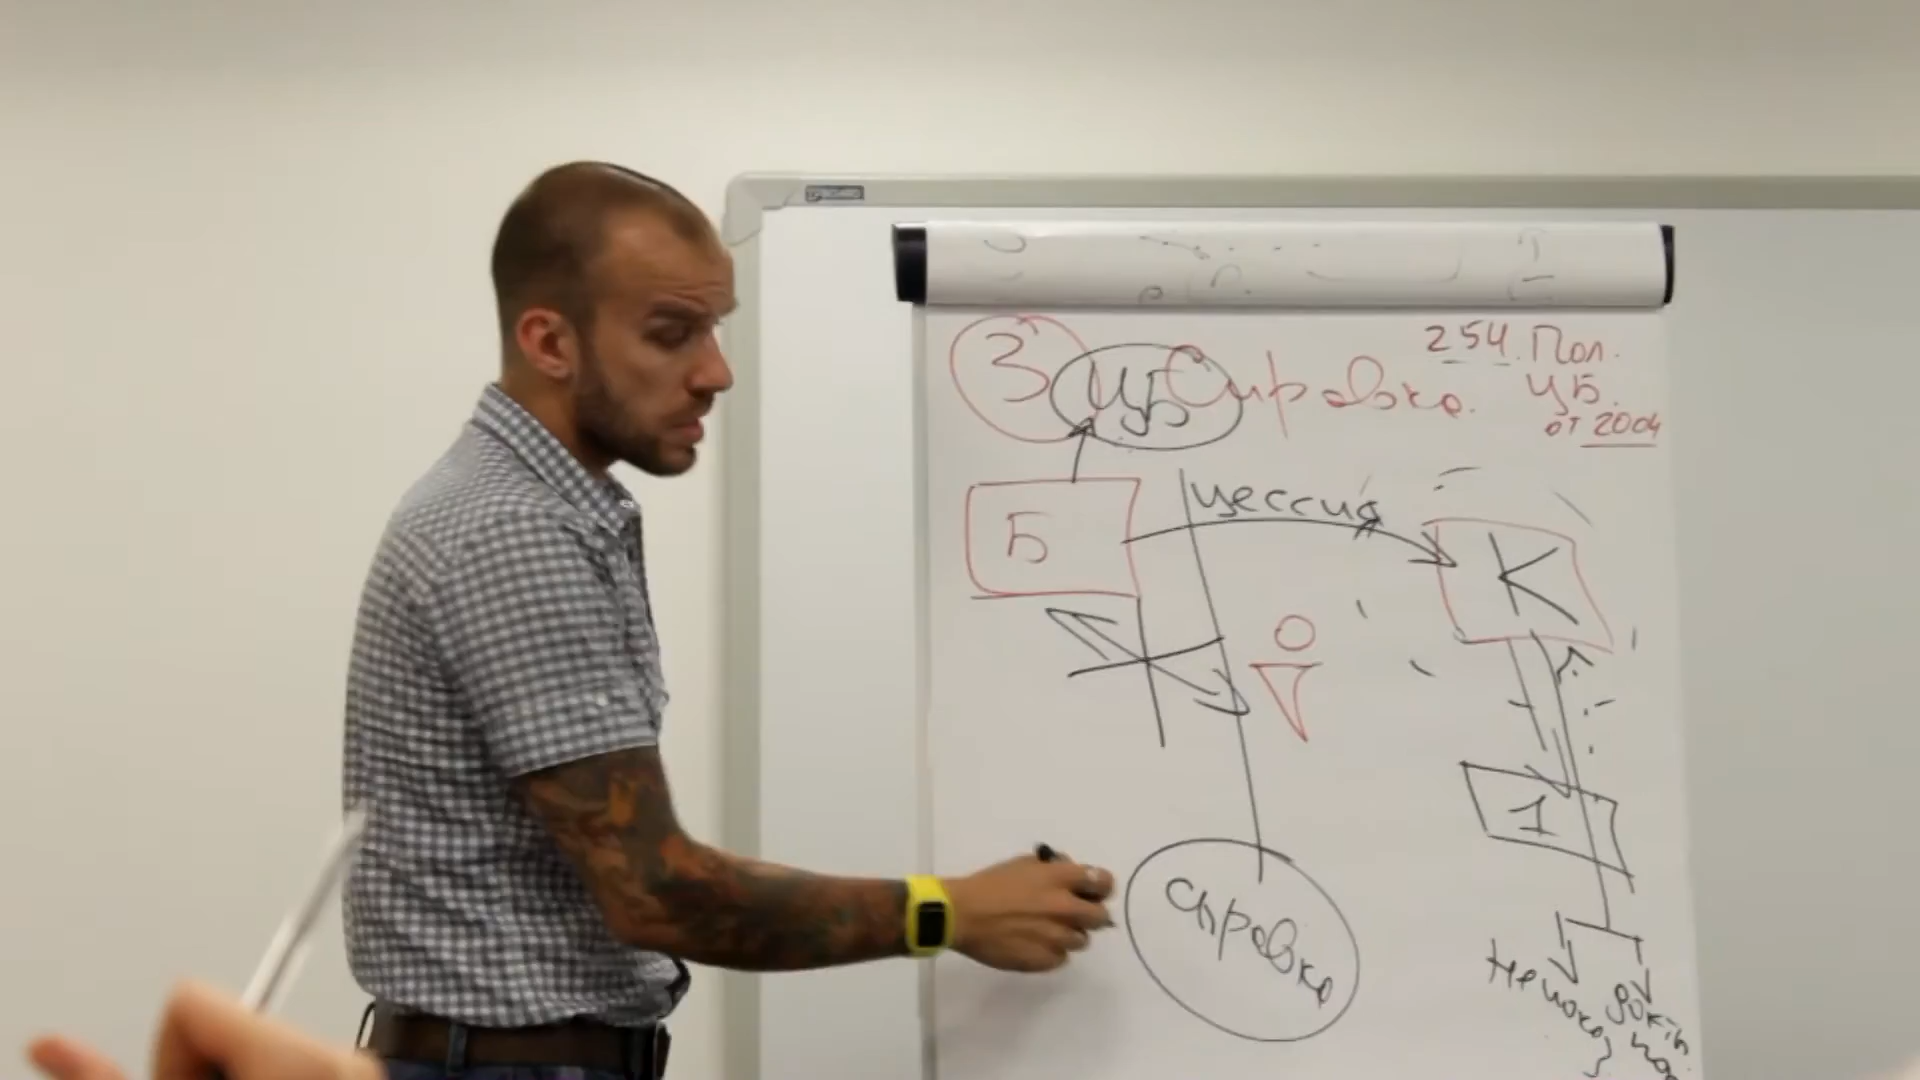 3 ЦБ Справка.
254. Пол.
ЦБ.
от 2004
цессия
Б
К
1
справка